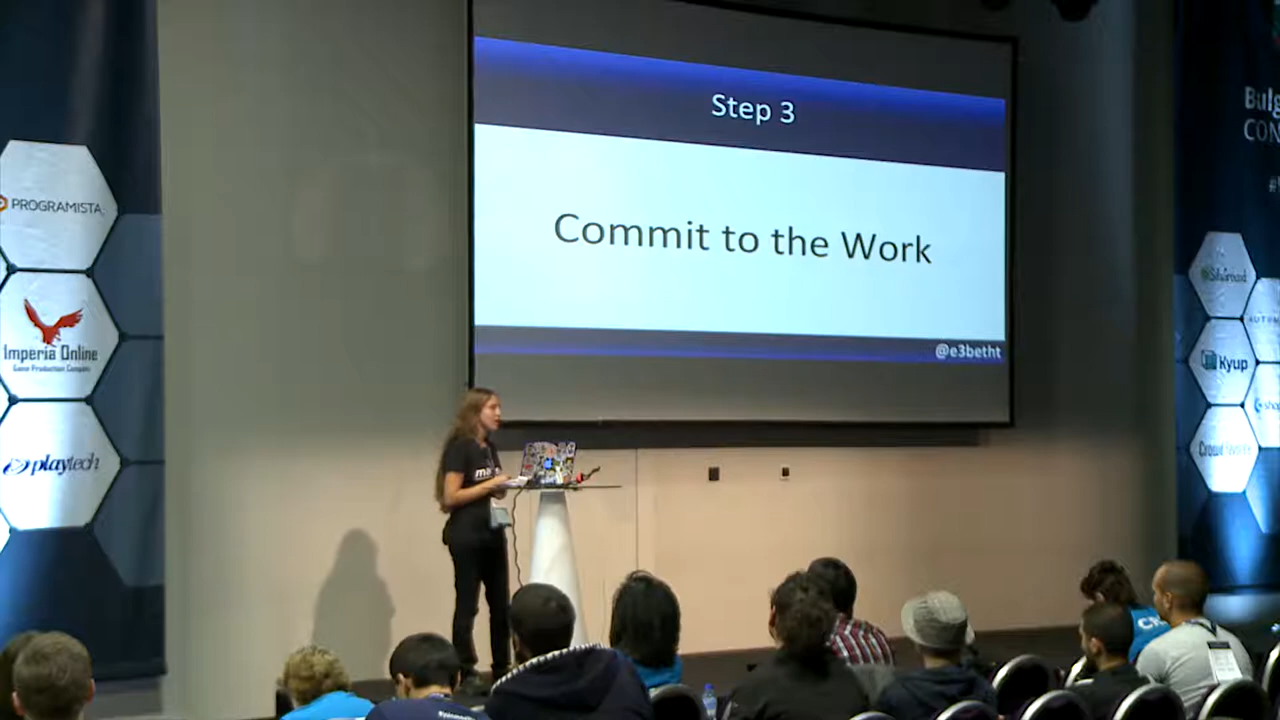 Step 3
Commit to the Work
@e3betht
PROGRAMISTA
Imperia Online
Game Production Company
playtech
Kyup